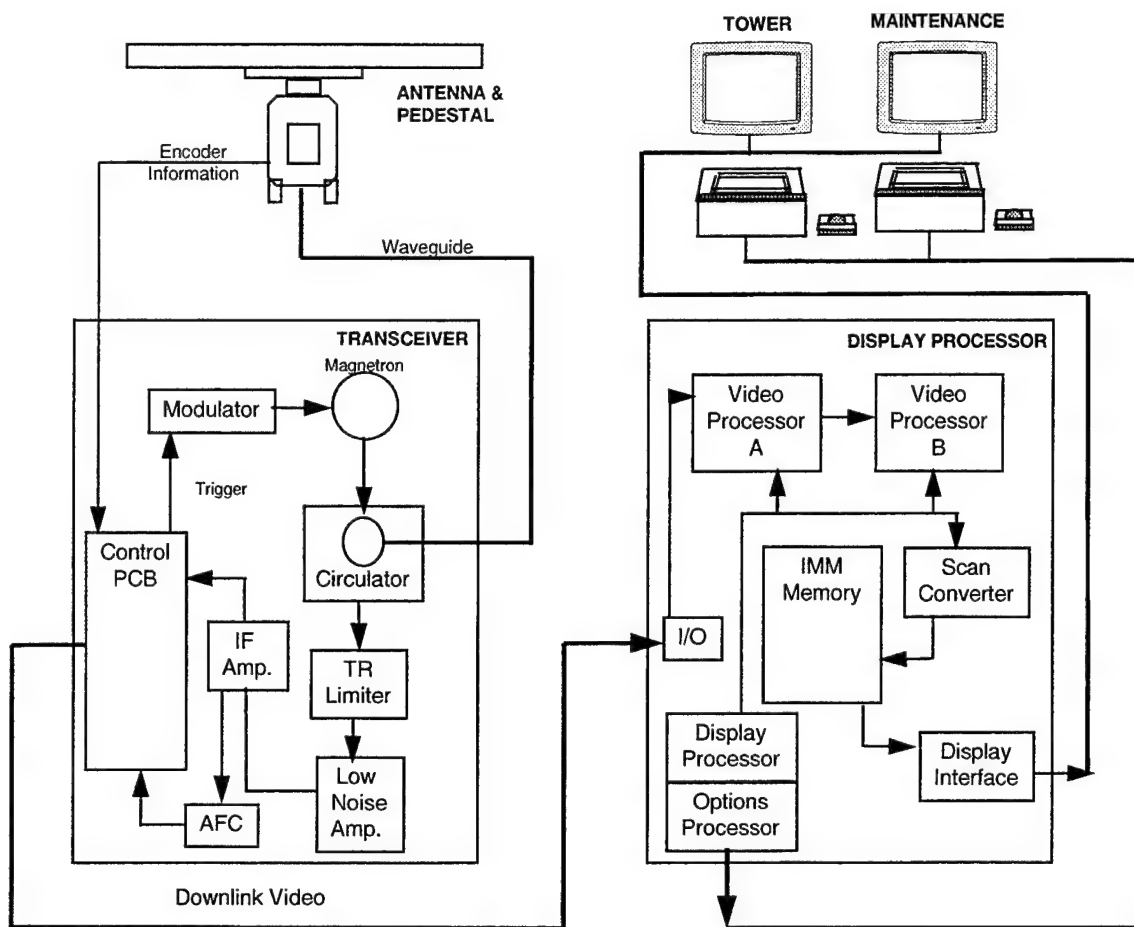 TOWER
MAINTENANCE
ANTENNA &
PEDESTAL
Encoder
Information
Waveguide
TRANSCEIVER
Magnetron
Modulator
Trigger
Control
PCB
Circulator
IF
Amp.
TR
Limiter
Low
Noise
Amp.
AFC
Downlink Video
DISPLAY PROCESSOR
Video
Processor
A
Video
Processor
B
IMM
Memory
Scan
Converter
I/O
Display
Processor
Options
Processor
Display
Interface